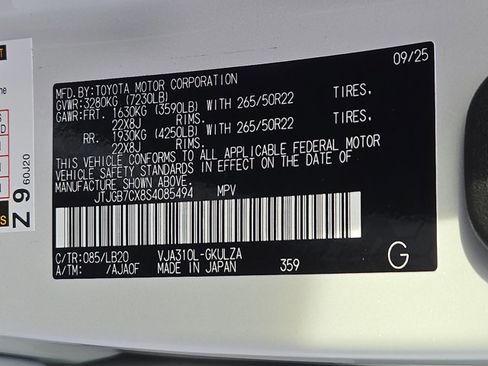 09/25
MFD.BY:TOYOTA MOTOR CORPORATION
GVWR:3280KG (7230LB)
GAWR:FRT. 1630KG (3590LB) WITH 265/50R22 TIRES,
22X8J RIMS.
RR. 1930KG (4250LB) WITH 265/50R22 TIRES,
22X8J RIMS.
THIS VEHICLE CONFORMS TO ALL APPLICABLE FEDERAL MOTOR
VEHICLE SAFETY STANDARDS IN EFFECT ON THE DATE OF
MANUFACTURE SHOWN ABOVE.
JTJGB7CX8S4085494 MPV
C/TR:085/LB20 VJA310L-GKULZA
A/TM: /AJA0F MADE IN JAPAN 359 G
Z 9 60J20